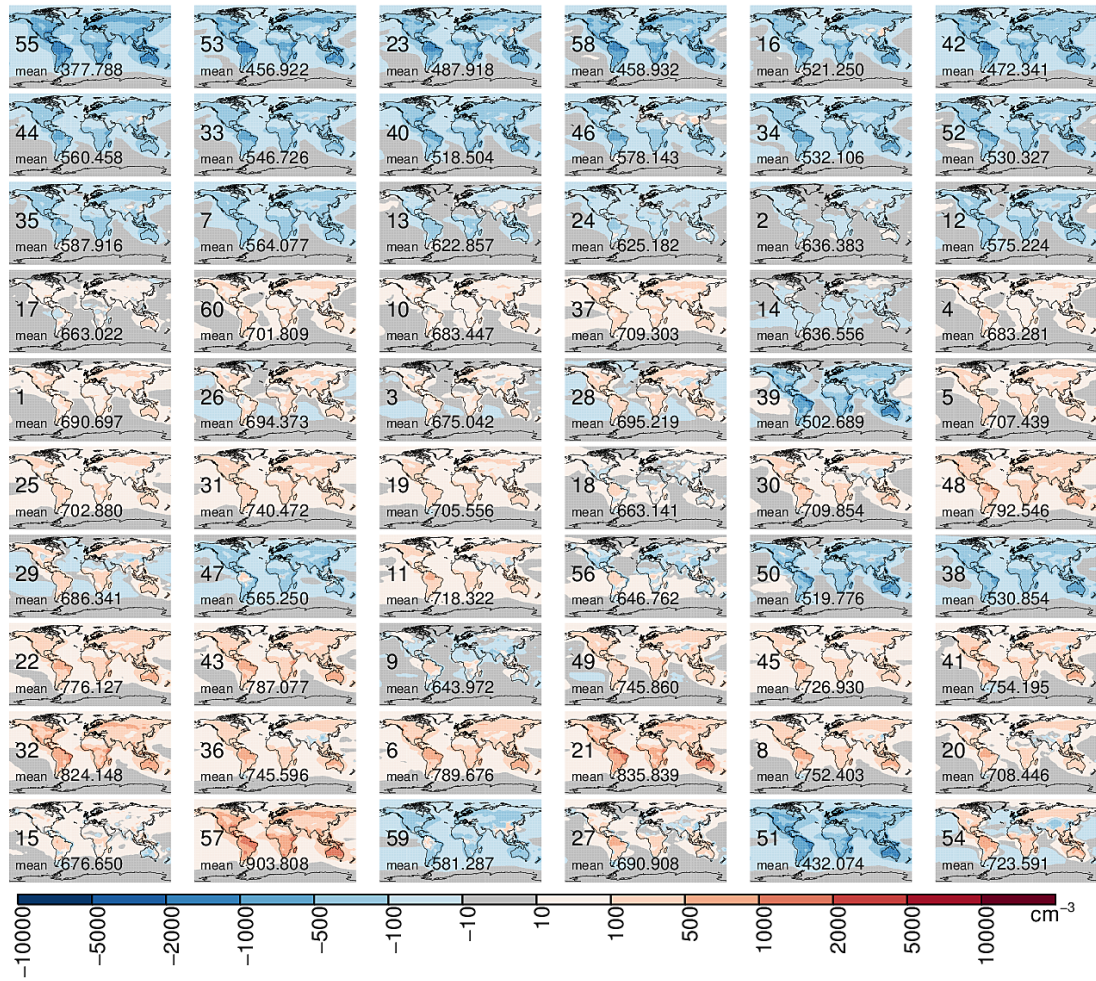 55 53 23 58 16 42
mean 377.788 mean 456.922 mean 487.918 mean 458.932 mean 521.250 mean 472.341
44 33 40 46 34 52
mean 560.458 mean 546.726 mean 518.504 mean 578.143 mean 532.106 mean 530.327
35 7 13 24 2 12
mean 587.916 mean 564.077 mean 622.857 mean 625.182 mean 636.383 mean 575.224
17 60 10 37 14 4
mean 663.022 mean 701.809 mean 683.447 mean 709.303 mean 636.556 mean 683.281
1 26 3 28 39 5
mean 690.697 mean 694.373 mean 675.042 mean 695.219 mean 502.689 mean 707.439
25 31 19 18 30 48
mean 702.880 mean 740.472 mean 705.556 mean 663.141 mean 709.854 mean 792.546
29 47 11 56 50 38
mean 686.341 mean 565.250 mean 718.322 mean 646.762 mean 519.776 mean 530.854
22 43 9 49 45 41
mean 776.127 mean 787.077 mean 643.972 mean 745.860 mean 726.930 mean 754.195
32 36 6 21 8 20
mean 824.148 mean 745.596 mean 789.676 mean 835.839 mean 752.403 mean 708.446
15 57 59 27 51 54
mean 676.650 mean 903.808 mean 581.287 mean 690.908 mean 432.074 mean 723.591
−10000 −5000 −2000 −1000 −500 −100 −10 10 100 500 1000 2000 5000 10000 cm⁻³